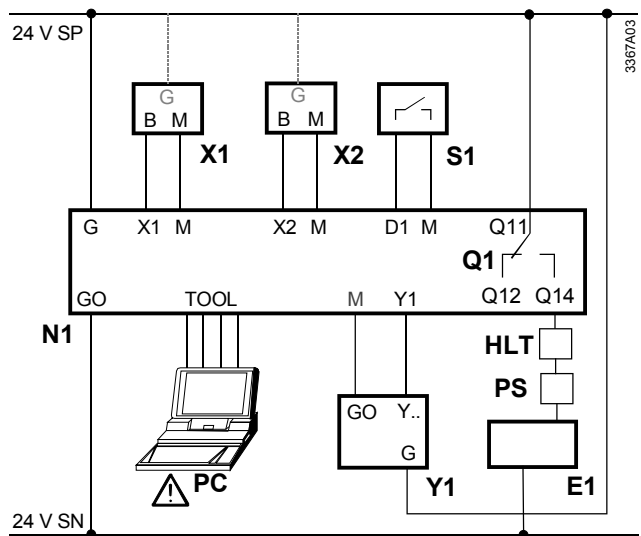 24 V SP
3367A03
G
G
B M
B M
X1
X2
S1
G
X1 M
X2 M
D1 M
Q11
Q1
GO
TOOL
M
Y1
Q12 Q14
N1
HLT
PS
GO Y..
G
PC
Y1
E1
24 V SN